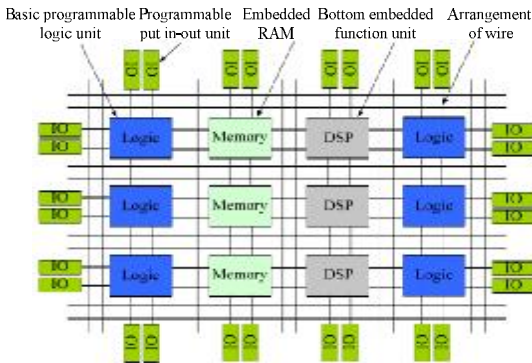 Basic programmable
logic unit
Programmable
put in-out unit
Embedded
RAM
Bottom embedded
function unit
Arrangement
of wire
IO IO IO IO IO IO IO IO
IO
IO
Logic Memory DSP Logic
IO
IO
IO
IO
Logic Memory DSP Logic
IO
IO
IO
IO
Logic Memory DSP Logic
IO
IO
IO IO IO IO IO IO IO IO